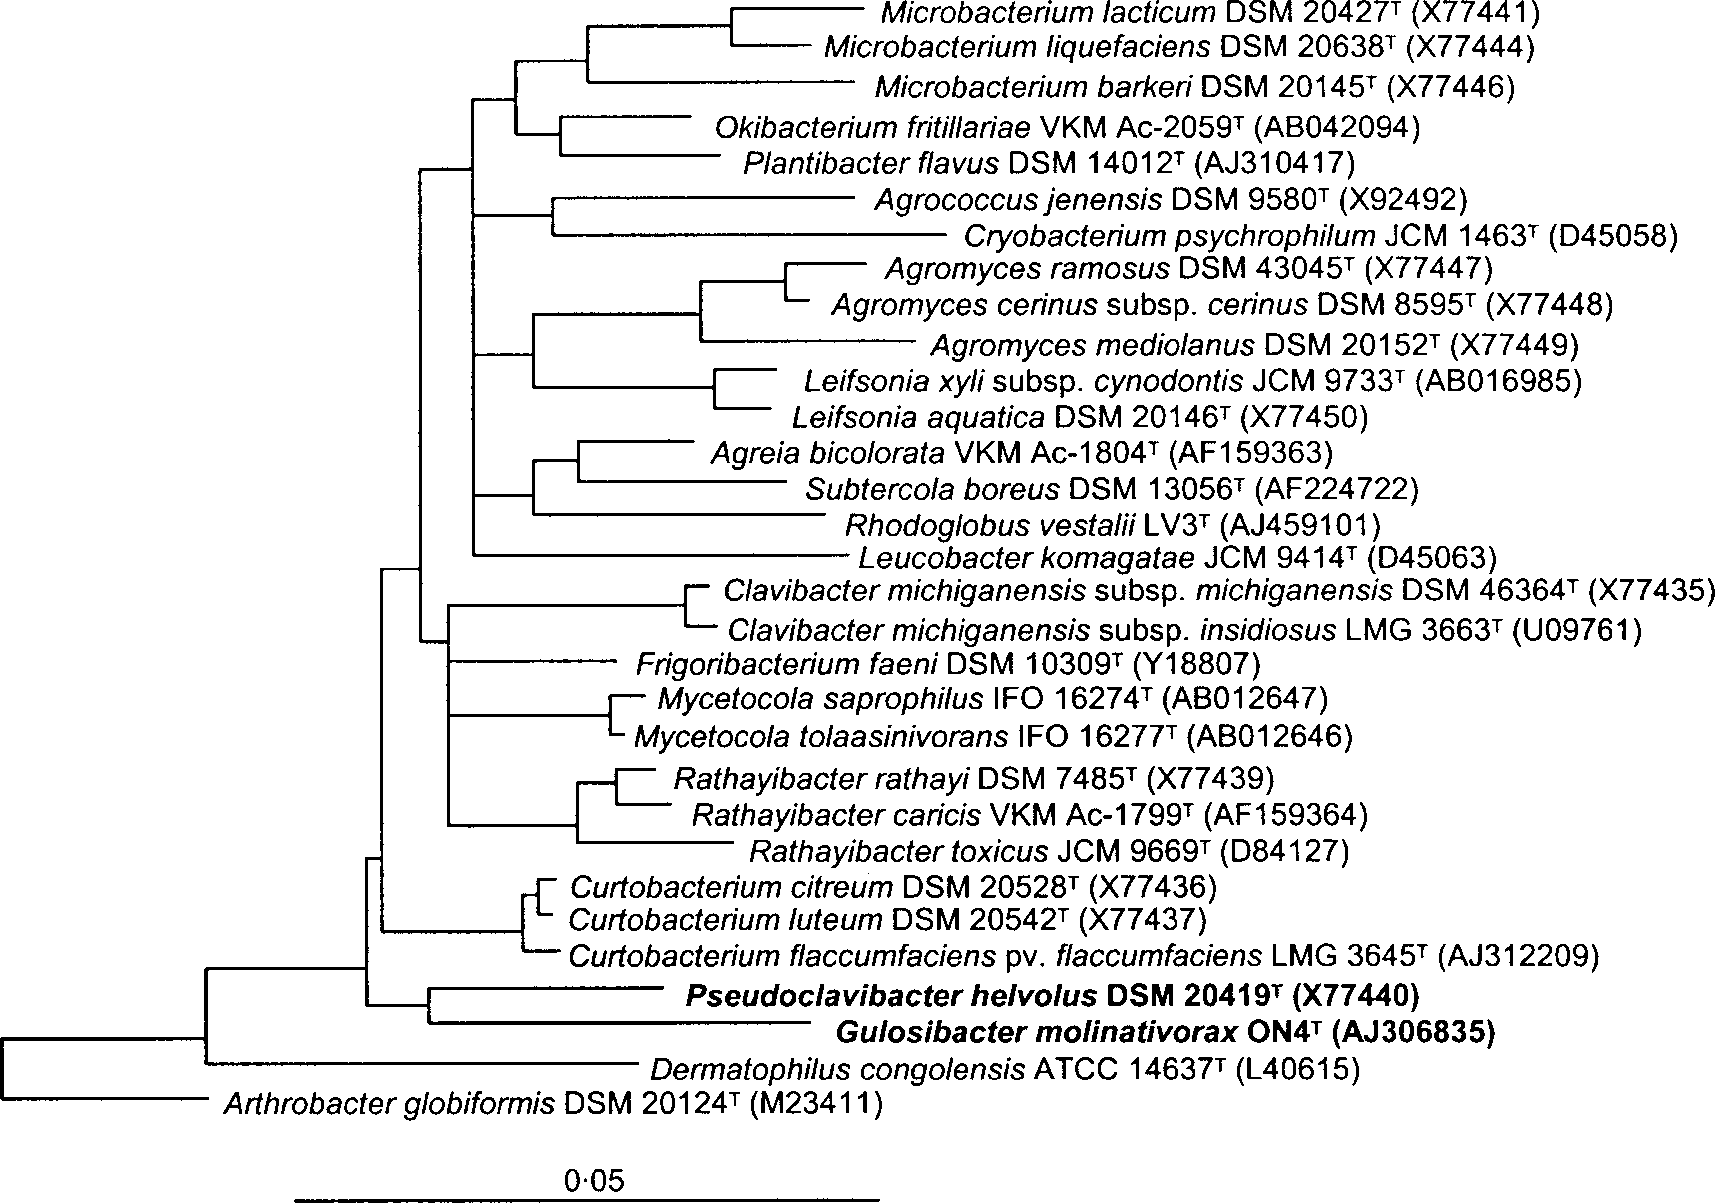 Microbacterium lacticum DSM 20427ᵀ (X77441)
Microbacterium liquefaciens DSM 20638ᵀ (X77444)
Microbacterium barkeri DSM 20145ᵀ (X77446)
Okibacterium fritillariae VKM Ac-2059ᵀ (AB042094)
Plantibacter flavus DSM 14012ᵀ (AJ310417)
Agrococcus jenensis DSM 9580ᵀ (X92492)
Cryobacterium psychrophilum JCM 1463ᵀ (D45058)
Agromyces ramosus DSM 43045ᵀ (X77447)
Agromyces cerinus subsp. cerinus DSM 8595ᵀ (X77448)
Agromyces mediolanus DSM 20152ᵀ (X77449)
Leifsonia xyli subsp. cynodontis JCM 9733ᵀ (AB016985)
Leifsonia aquatica DSM 20146ᵀ (X77450)
Agreia bicolorata VKM Ac-1804ᵀ (AF159363)
Subtercola boreus DSM 13056ᵀ (AF224722)
Rhodoglobus vestalii LV3ᵀ (AJ459101)
Leucobacter komagatae JCM 9414ᵀ (D45063)
Clavibacter michiganensis subsp. michiganensis DSM 46364ᵀ (X77435)
Clavibacter michiganensis subsp. insidiosus LMG 3663ᵀ (U09761)
Frigoribacterium faeni DSM 10309ᵀ (Y18807)
Mycetocola saprophilus IFO 16274ᵀ (AB012647)
Mycetocola tolaasinivorans IFO 16277ᵀ (AB012646)
Rathayibacter rathayi DSM 7485ᵀ (X77439)
Rathayibacter caricis VKM Ac-1799ᵀ (AF159364)
Rathayibacter toxicus JCM 9669ᵀ (D84127)
Curtobacterium citreum DSM 20528ᵀ (X77436)
Curtobacterium luteum DSM 20542ᵀ (X77437)
Curtobacterium flaccumfaciens pv. flaccumfaciens LMG 3645ᵀ (AJ312209)
Pseudoclavibacter helvolus DSM 20419ᵀ (X77440)
Gulosibacter molinativorax ON4ᵀ (AJ306835)
Dermatophilus congolensis ATCC 14637ᵀ (L40615)
Arthrobacter globiformis DSM 20124ᵀ (M23411)
0·05